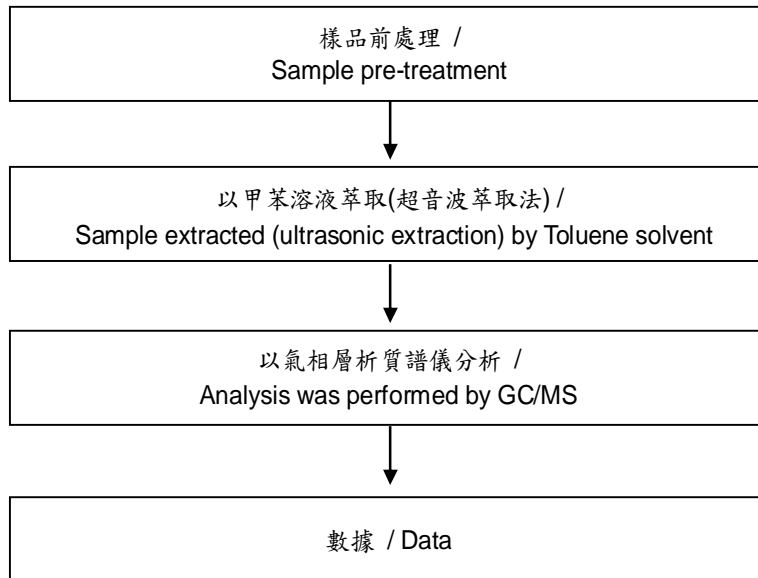 樣品前處理 /
Sample pre-treatment
以甲苯溶液萃取(超音波萃取法) /
Sample extracted (ultrasonic extraction) by Toluene solvent
以氣相層析質譜儀分析 /
Analysis was performed by GC/MS
數據 / Data